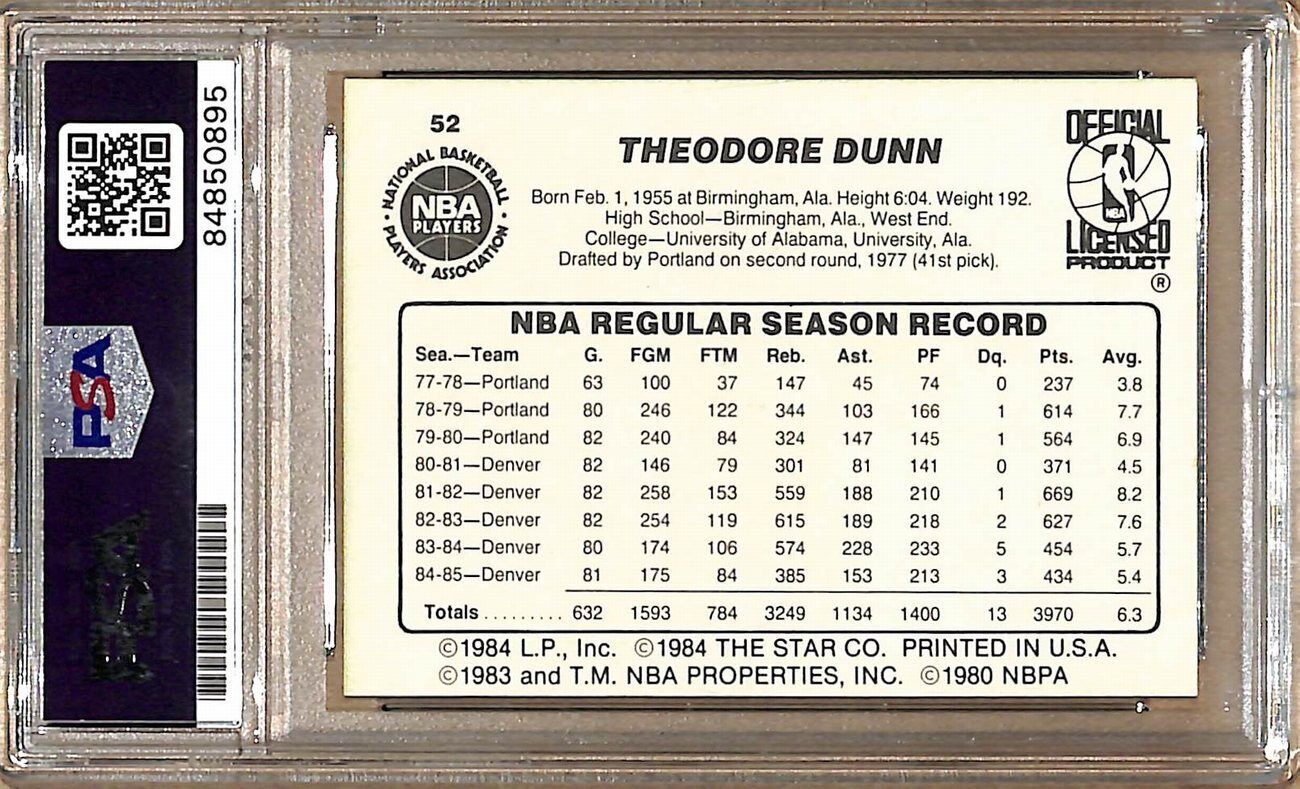 84850895
PSA
52
THEODORE DUNN
NATIONAL BASKETBALL
NBA
PLAYERS
PLAYERS ASSOCIATION
OFFICIAL
NBA
LICENSED
PRODUCT
®
Born Feb. 1, 1955 at Birmingham, Ala. Height 6:04. Weight 192.
High School—Birmingham, Ala., West End.
College—University of Alabama, University, Ala.
Drafted by Portland on second round, 1977 (41st pick).
NBA REGULAR SEASON RECORD
Sea.—Team G. FGM FTM Reb. Ast. PF Dq. Pts. Avg.
77-78—Portland 63 100 37 147 45 74 0 237 3.8
78-79—Portland 80 246 122 344 103 166 1 614 7.7
79-80—Portland 82 240 84 324 147 145 1 564 6.9
80-81—Denver 82 146 79 301 81 141 0 371 4.5
81-82—Denver 82 258 153 559 188 210 1 669 8.2
82-83—Denver 82 254 119 615 189 218 2 627 7.6
83-84—Denver 80 174 106 574 228 233 5 454 5.7
84-85—Denver 81 175 84 385 153 213 3 434 5.4
Totals ......... 632 1593 784 3249 1134 1400 13 3970 6.3
©1984 L.P., Inc. ©1984 THE STAR CO. PRINTED IN U.S.A.
©1983 and T.M. NBA PROPERTIES, INC. ©1980 NBPA